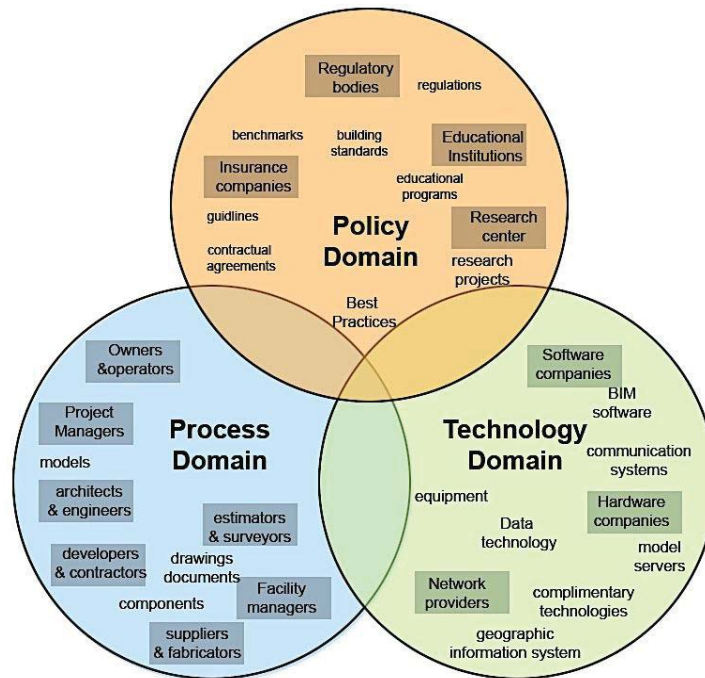 Regulatory
bodies
regulations
benchmarks
building
standards
Educational
Institutions
Insurance
companies
educational
programs
guidlines
Policy
Domain
Research
center
contractual
agreements
research
projects
Best
Practices
Owners
&operators
Project
Managers
Process
Domain
models
architects
& engineers
estimators
& surveyors
developers
& contractors
drawings
documents
components
Facility
managers
suppliers
& fabricators
Software
companies
BIM
software
Technology
Domain
communication
systems
equipment
Hardware
companies
Data
technology
model
servers
Network
providers
complimentary
technologies
geographic
information system